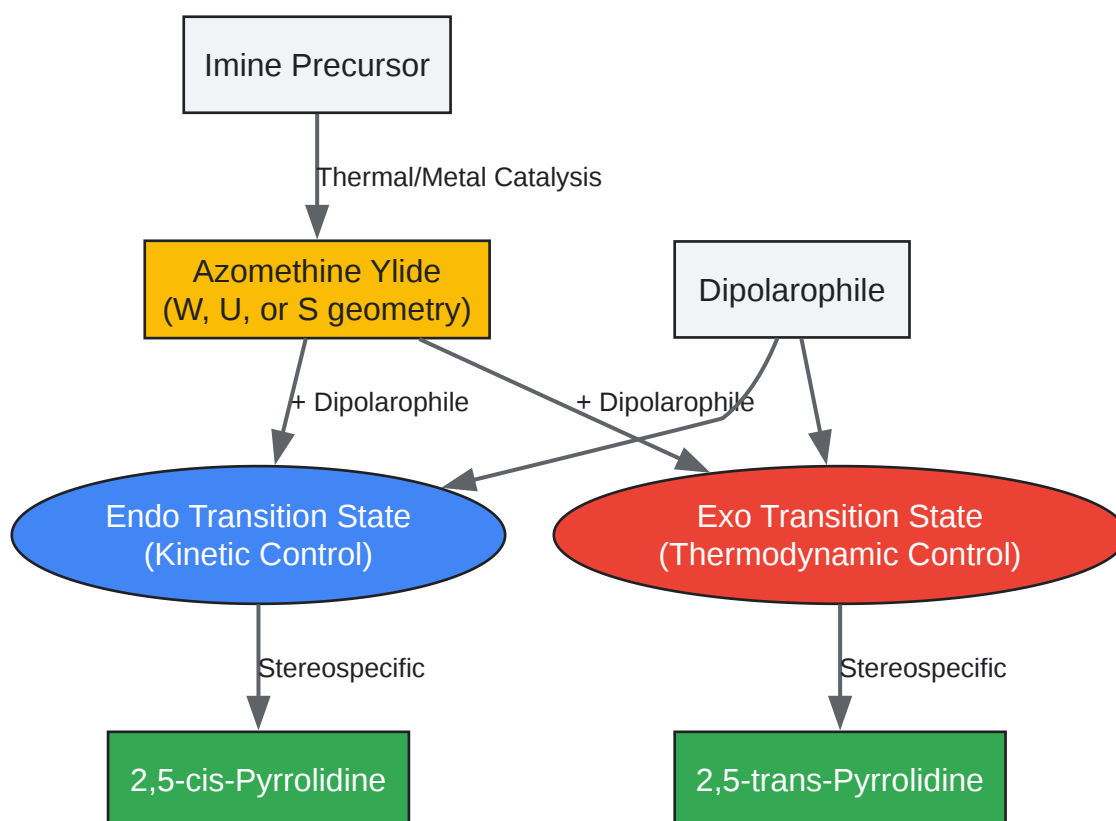 Imine Precursor
Thermal/Metal Catalysis
Azomethine Ylide
(W, U, or S geometry)
Dipolarophile
+ Dipolarophile
+ Dipolarophile
Endo Transition State
(Kinetic Control)
Exo Transition State
(Thermodynamic Control)
Stereospecific
Stereospecific
2,5-cis-Pyrrolidine
2,5-trans-Pyrrolidine